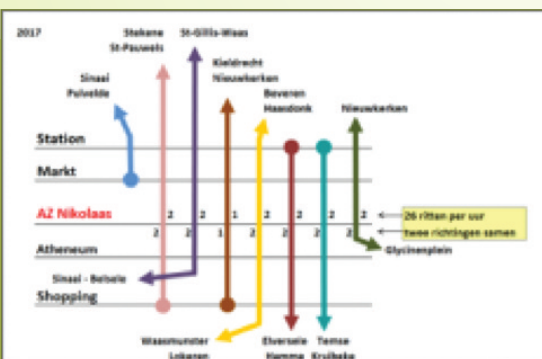 2017
Stekene
St-Pauwels
St-Gillis-Waas
Kieldrecht
Nieuwkerken
Sinaai
Puivelde
Beveren
Haasdonk
Nieuwkerken
Station
Markt
AZ Nikolaas
2 2 1 2 2 2 2
26 ritten per uur
2 2 1 2 2 2 2
twee richtingen samen
Atheneum
Glycinenplein
Sinaai - Belsele
Shopping
Waasmunster
Lokeren
Elversele
Hamme
Temse
Kruibeke